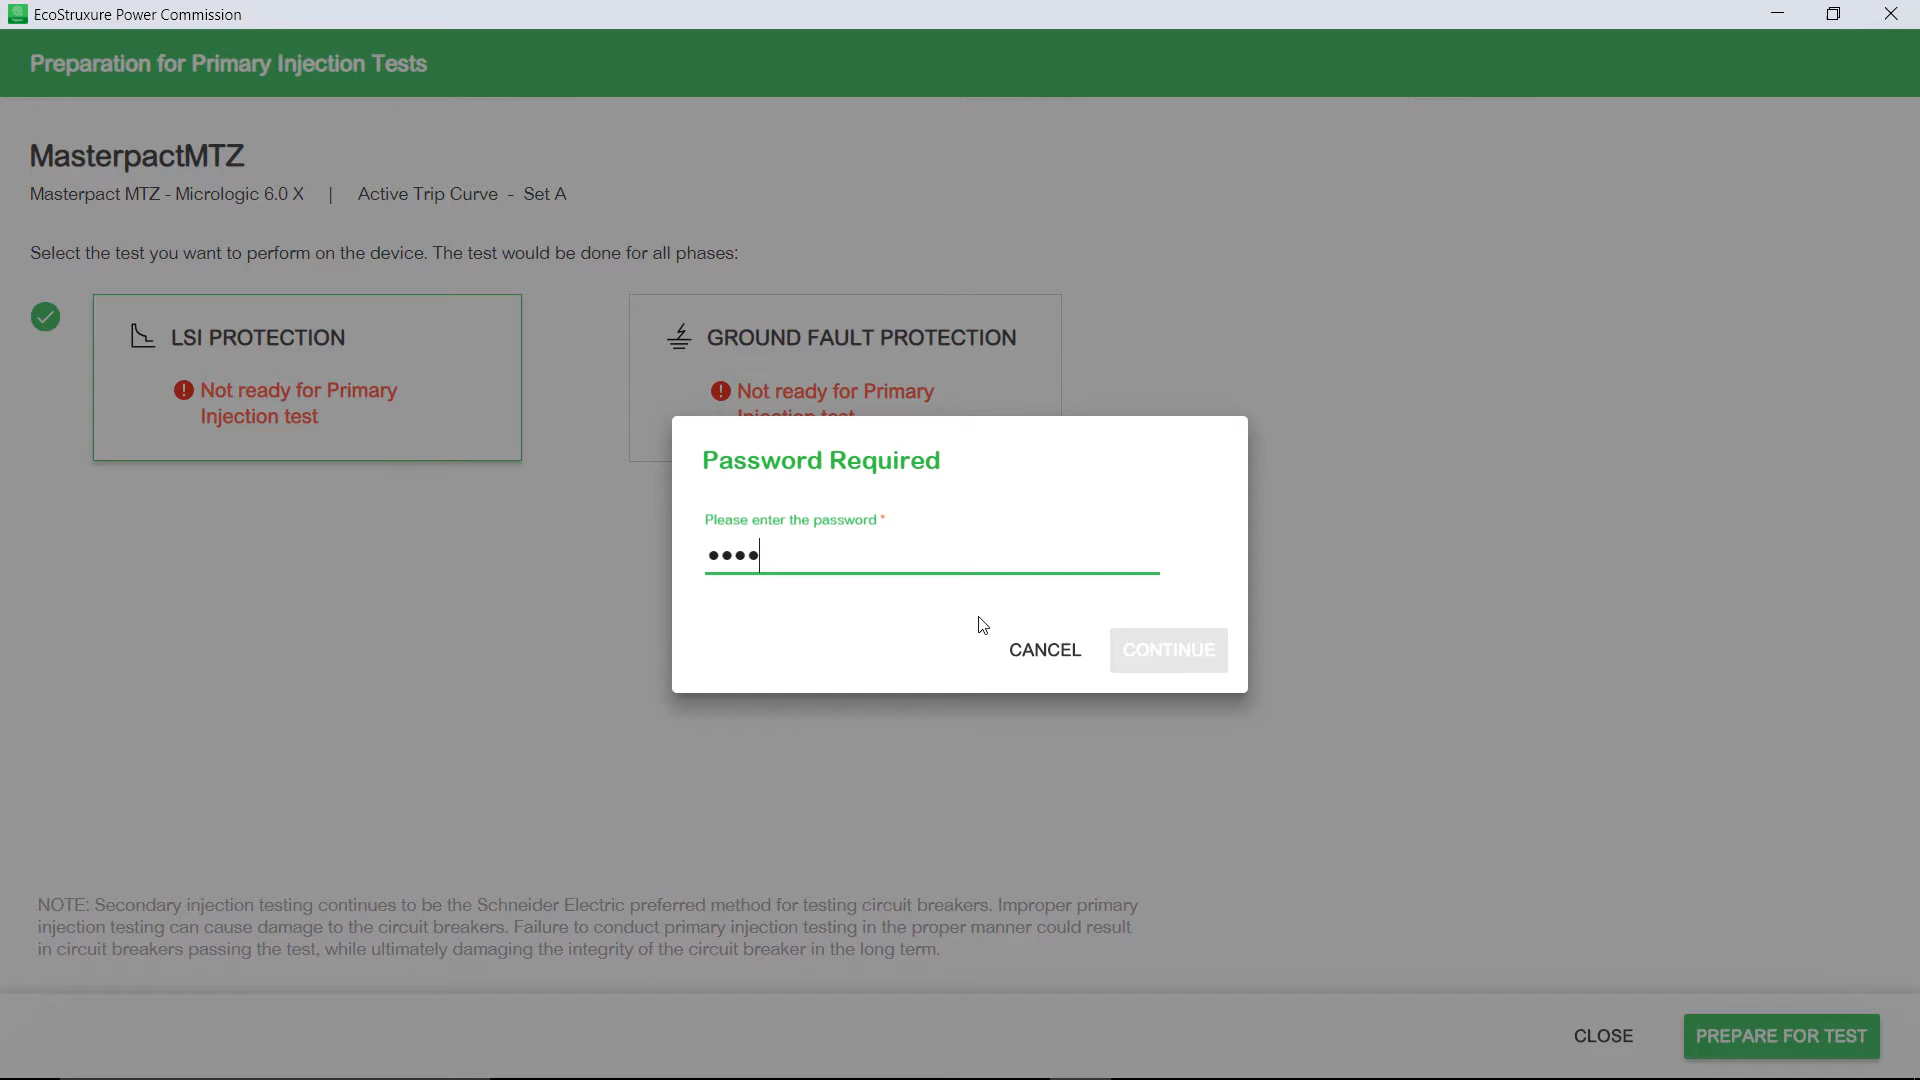 EcoStruxure Power Commission
Preparation for Primary Injection Tests
MasterpactMTZ
Masterpact MTZ - Micrologic 6.0 X | Active Trip Curve - Set A
Select the test you want to perform on the device. The test would be done for all phases:
LSI PROTECTION
Not ready for Primary
Injection test
GROUND FAULT PROTECTION
Not ready for Primary
Injection test
Password Required
Please enter the password *
••••
CANCEL
CONTINUE
NOTE: Secondary injection testing continues to be the Schneider Electric preferred method for testing circuit breakers. Improper primary
injection testing can cause damage to the circuit breakers. Failure to conduct primary injection testing in the proper manner could result
in circuit breakers passing the test, while ultimately damaging the integrity of the circuit breaker in the long term.
CLOSE
PREPARE FOR TEST